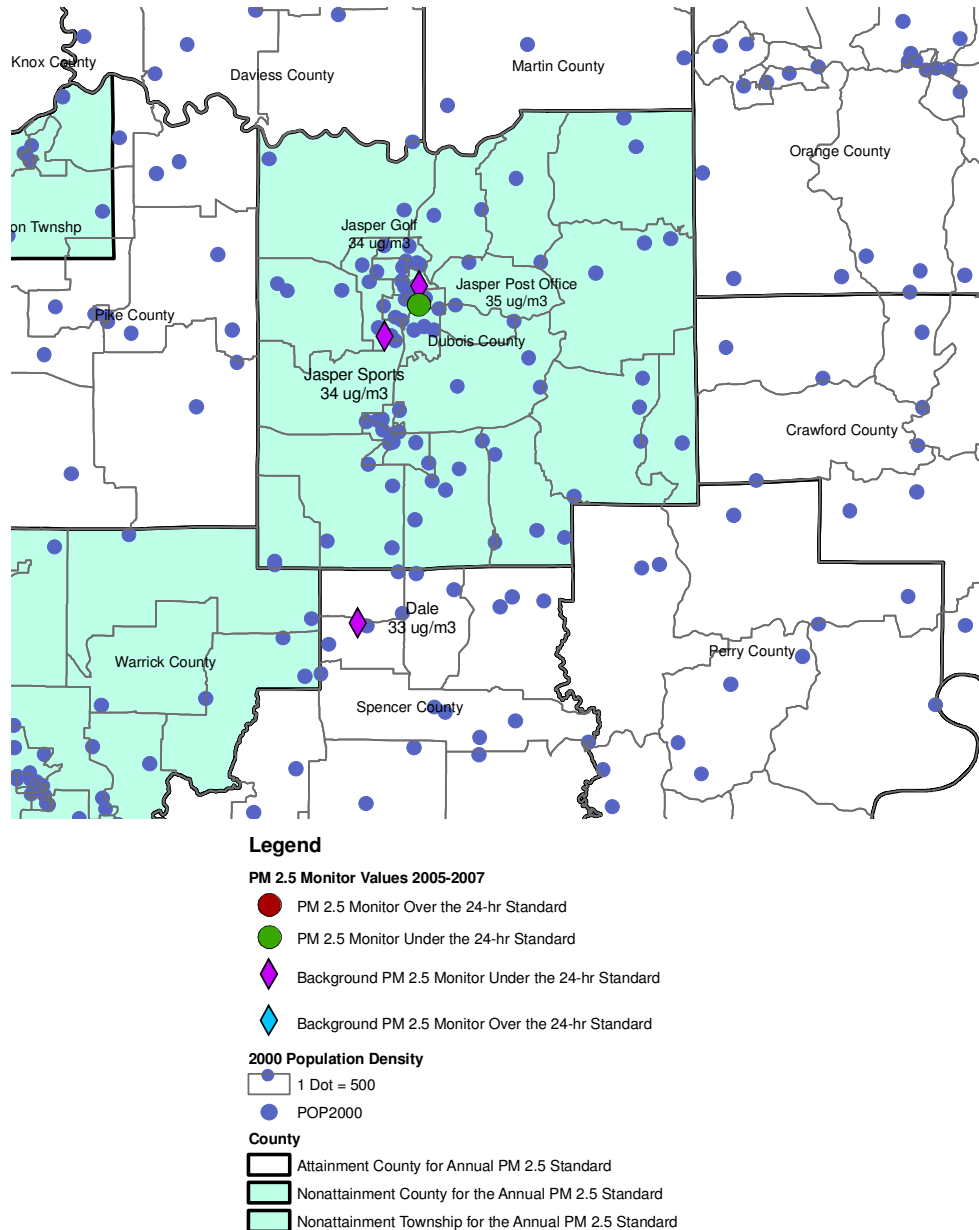 Knox County
Daviess County
Martin County
Orange County
on Twnshp
Jasper Golf
34 ug/m3
Jasper Post Office
35 ug/m3
Pike County
Dubois County
Jasper Sports
34 ug/m3
Crawford County
Dale
33 ug/m3
Warrick County
Perry County
Spencer County
Legend
PM 2.5 Monitor Values 2005-2007
PM 2.5 Monitor Over the 24-hr Standard
PM 2.5 Monitor Under the 24-hr Standard
Background PM 2.5 Monitor Under the 24-hr Standard
Background PM 2.5 Monitor Over the 24-hr Standard
2000 Population Density
1 Dot = 500
POP2000
County
Attainment County for Annual PM 2.5 Standard
Nonattainment County for the Annual PM 2.5 Standard
Nonattainment Township for the Annual PM 2.5 Standard